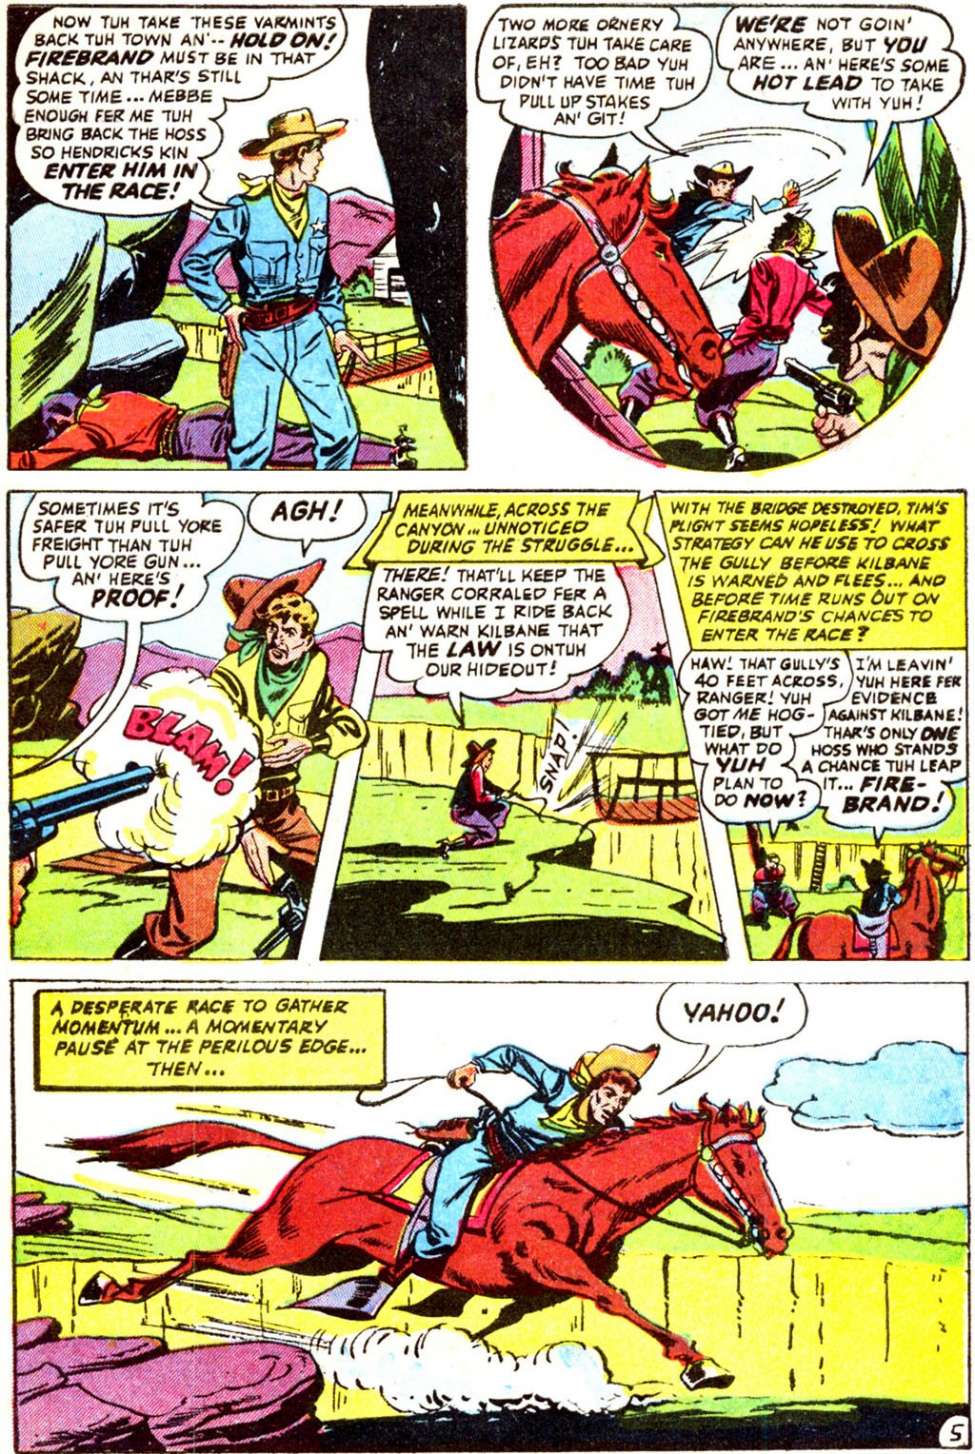 NOW TUH TAKE THESE VARMINTS
BACK TUH TOWN AN'-- HOLD ON!
FIREBRAND MUST BE IN THAT
SHACK, AN THAR'S STILL
SOME TIME... MEBBE
ENOUGH FER ME TUH
BRING BACK THE HOSS
SO HENDRICKS KIN
ENTER HIM IN
THE RACE!
TWO MORE ORNERY
LIZARDS TUH TAKE CARE
OF, EH? TOO BAD YUH
DIDN'T HAVE TIME TUH
PULL UP STAKES
AN' GIT!
WE'RE NOT GOIN'
ANYWHERE, BUT YOU
ARE... AN' HERE'S SOME
HOT LEAD TO TAKE
WITH YUH!
SOMETIMES IT'S
SAFER TUH PULL YORE
FREIGHT THAN TUH
PULL YORE GUN...
AN' HERE'S
PROOF!
AGH!
BLAM!
MEANWHILE, ACROSS THE
CANYON... UNNOTICED
DURING THE STRUGGLE...
THERE! THAT'LL KEEP THE
RANGER CORRALED FER A
SPELL WHILE I RIDE BACK
AN' WARN KILBANE THAT
THE LAW IS ONTUH
OUR HIDEOUT!
SNAP!
WITH THE BRIDGE DESTROYED, TIM'S
PLIGHT SEEMS HOPELESS! WHAT
STRATEGY CAN HE USE TO CROSS
THE GULLY BEFORE KILBANE
IS WARNED AND FLEES... AND
BEFORE TIME RUNS OUT ON
FIREBRAND'S CHANCES TO
ENTER THE RACE?
HAW! THAT GULLY'S
40 FEET ACROSS,
RANGER! YUH
GOT ME HOG-
TIED, BUT
WHAT DO
YUH
PLAN TO
DO NOW?
I'M LEAVIN'
YUH HERE FER
EVIDENCE
AGAINST KILBANE!
THAR'S ONLY ONE
HOSS WHO STANDS
A CHANCE TUH LEAP
IT... FIRE-
BRAND!
A DESPERATE RACE TO GATHER
MOMENTUM... A MOMENTARY
PAUSE AT THE PERILOUS EDGE...
THEN...
YAHOO!
5